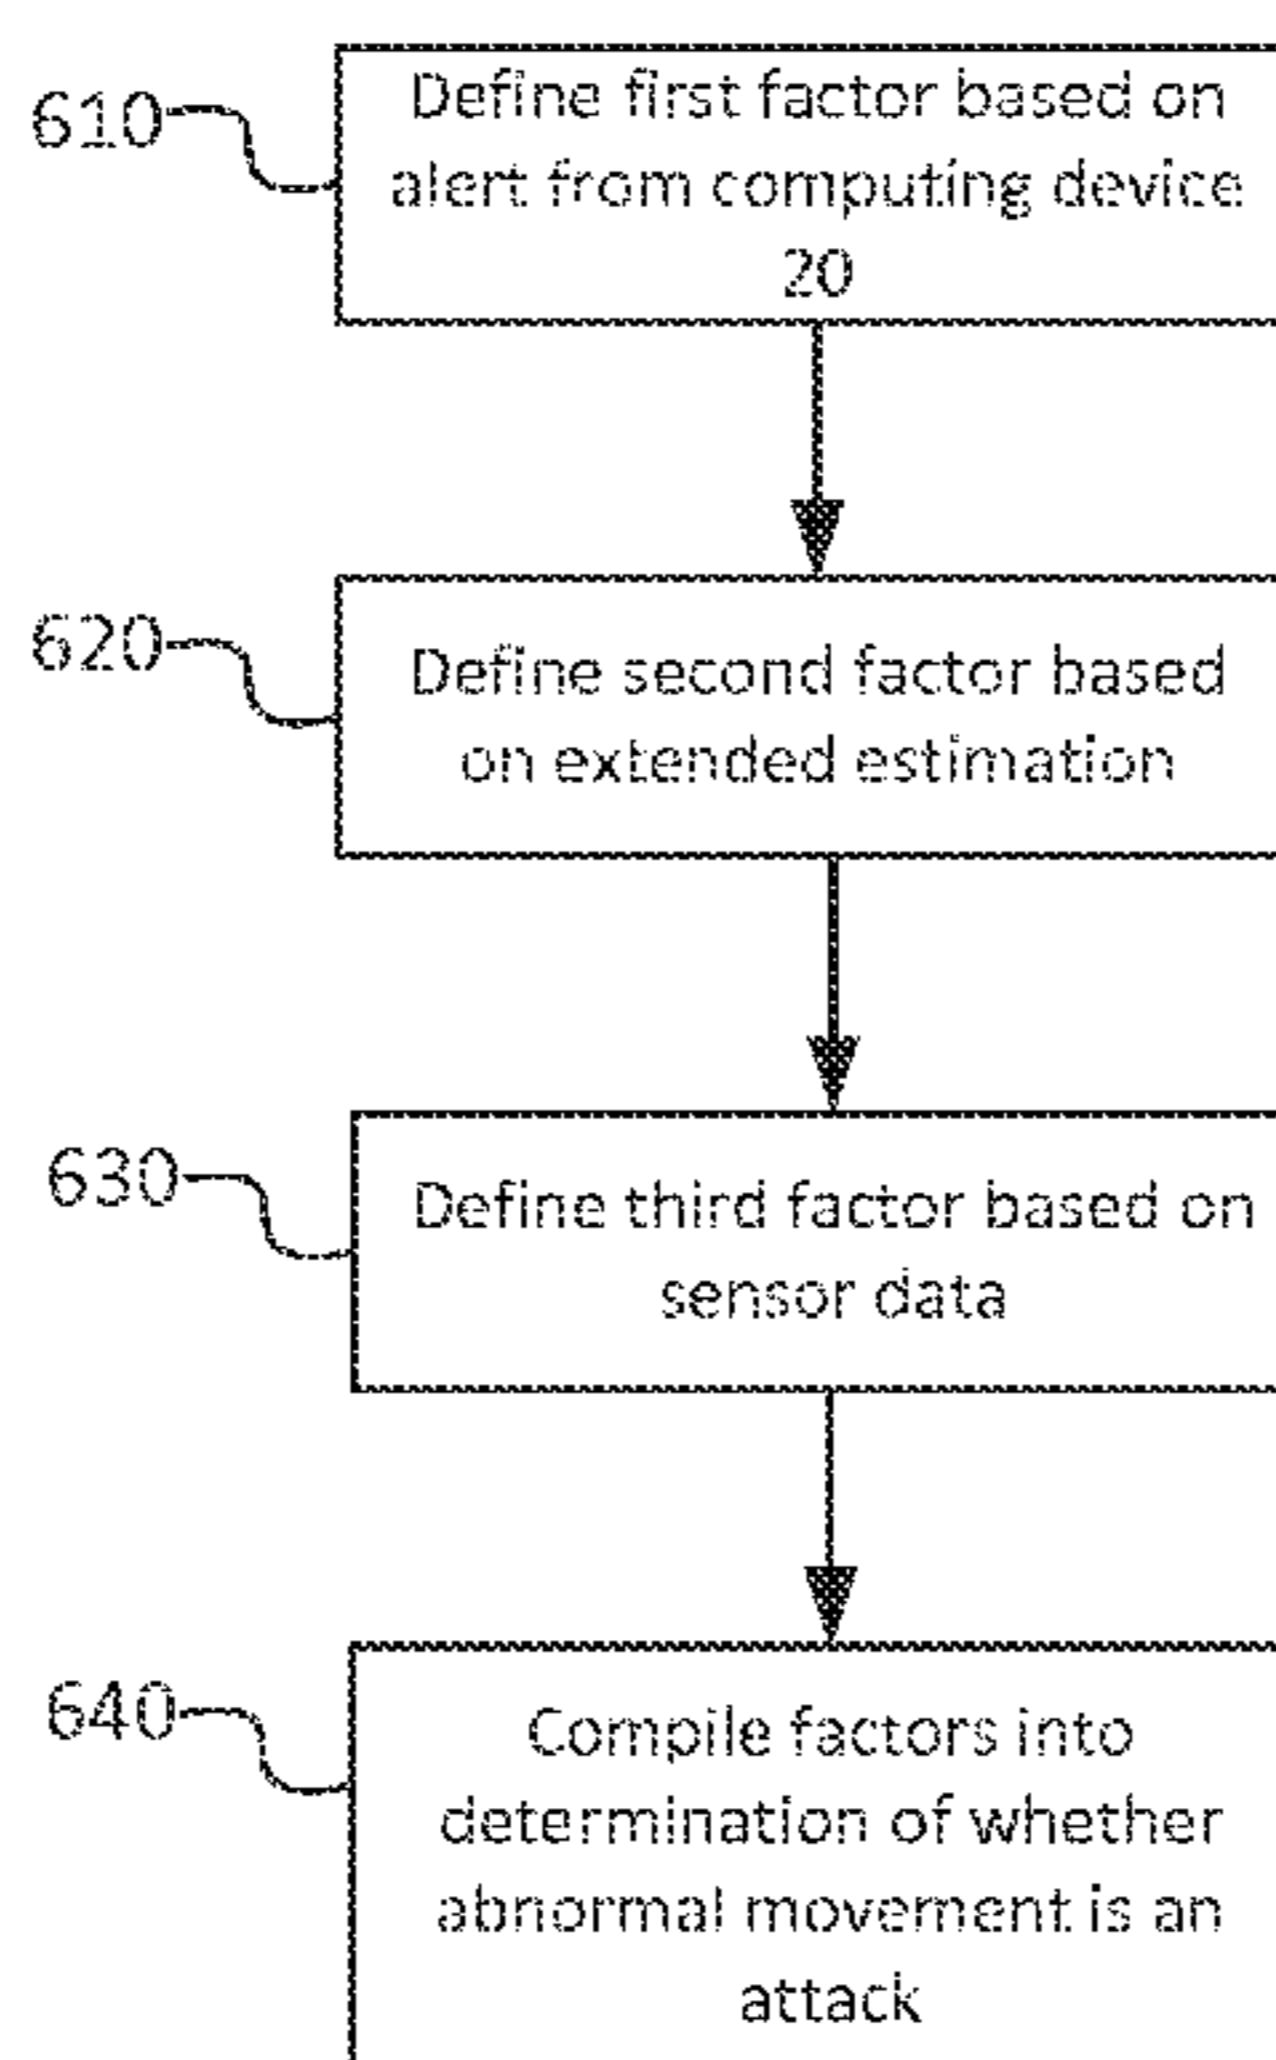 610
Define first factor based on
alert from computing device
20
620
Define second factor based
on extended estimation
630
Define third factor based on
sensor data
640
Compile factors into
determination of whether
abnormal movement is an
attack